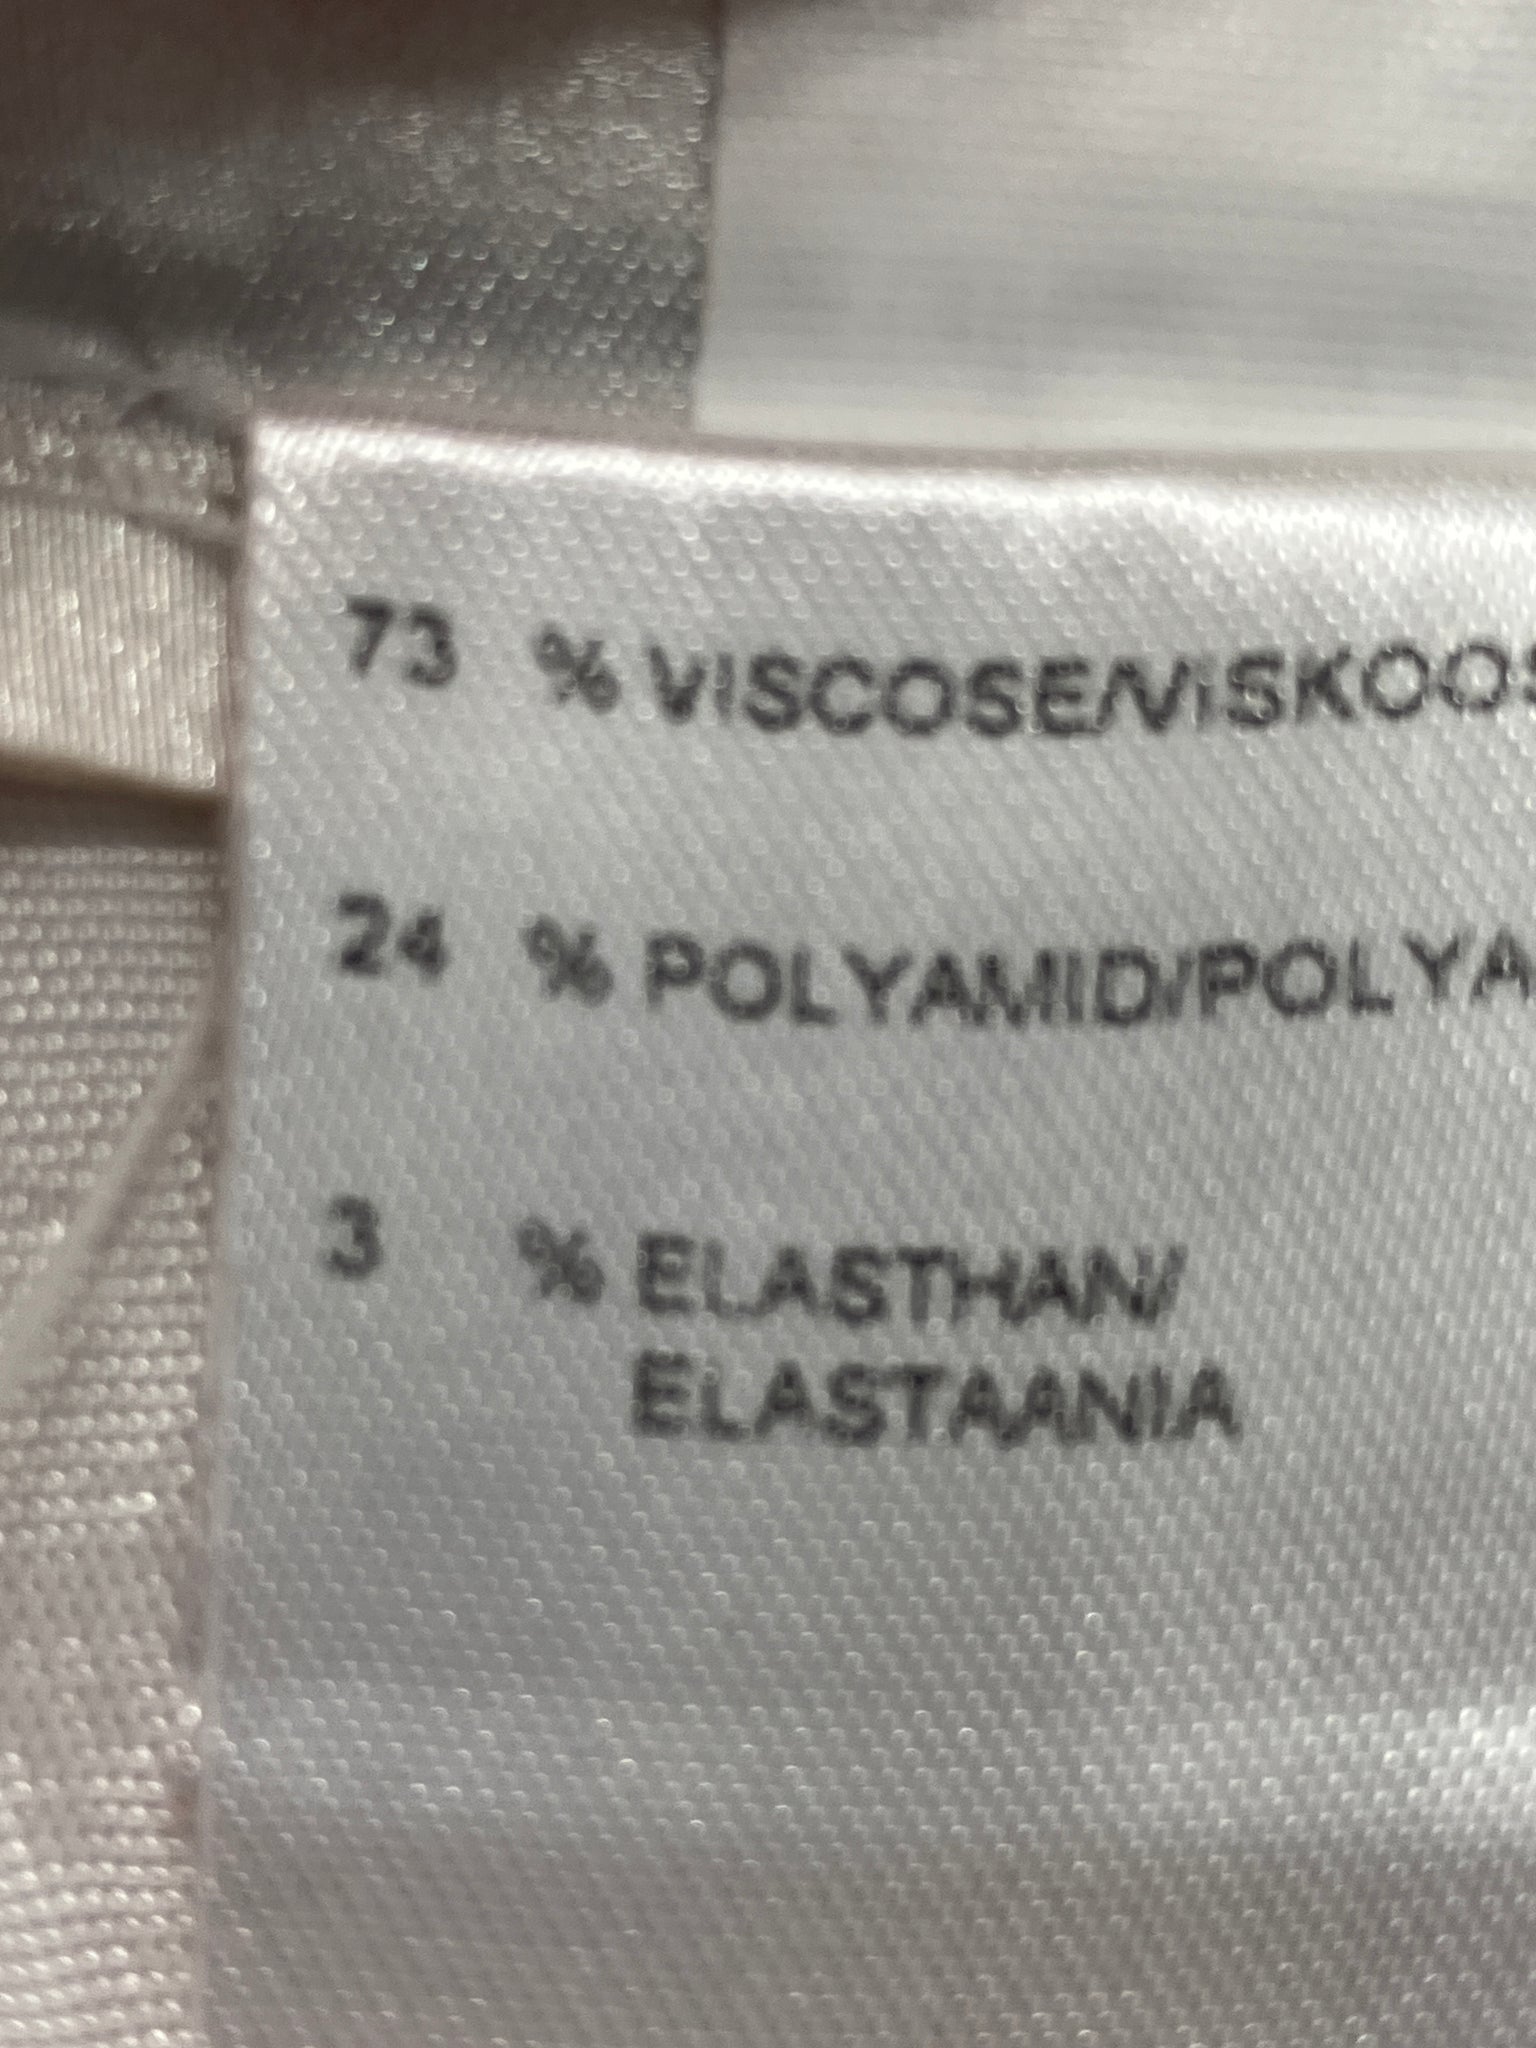 73 % VISCOSE/VISKOOS
24 % POLYAMID/POLYA
3 % ELASTHAN/
ELASTAANIA